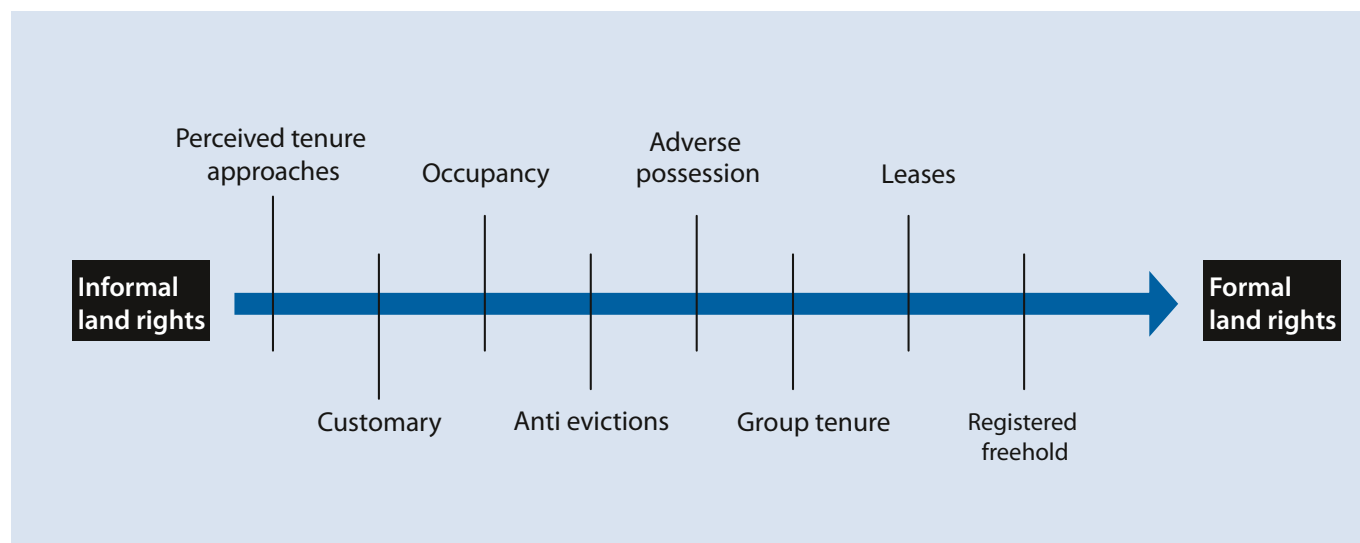 Perceived tenure
approaches
Occupancy
Adverse
possession
Leases
Informal
land rights
Formal
land rights
Customary
Anti evictions
Group tenure
Registered
freehold